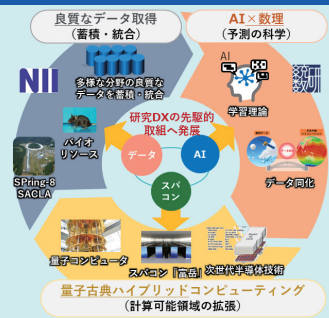 良質なデータ取得
(蓄積・統合)
AI×数理
(予測の科学)
NII
多様な分野の良質な
データを蓄積・統合
AI
学習理論
研究DXの先駆的
取組へ発展
バイオ
リソース
データ
AI
スパ
コン
SPring-8
SACLA
データ同化
量子コンピュータ
スパコン「富岳」
次世代半導体技術
量子古典ハイブリッドコンピューティング
(計算可能領域の拡張)